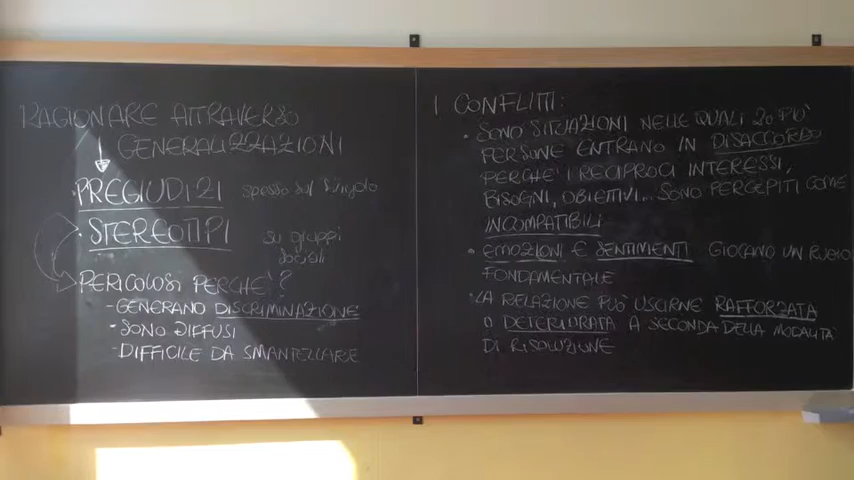 RAGIONARE ATTRAVERSO
GENERALIZZAZIONI
PREGIUDIZI spesso sul singolo
STEREOTIPI su gruppi
sociali
PERICOLOSI PERCHE'?
- GENERANO DISCRIMINAZIONE
- SONO DIFFUSI
- DIFFICILE DA SMANTELLARE
I CONFLITTI:
• SONO SITUAZIONI NELLE QUALI 2 O PIÙ
PERSONE ENTRANO IN DISACCORDO
PERCHE' I RECIPROCI INTERESSI,
BISOGNI, OBIETTIVI... SONO PERCEPITI COME
INCOMPATIBILI
• EMOZIONI E SENTIMENTI GIOCANO UN RUOLO
FONDAMENTALE
• LA RELAZIONE PUÒ USCIRNE RAFFORZATA
O DETERIORATA A SECONDA DELLA MODALITÀ
DI RISOLUZIONE